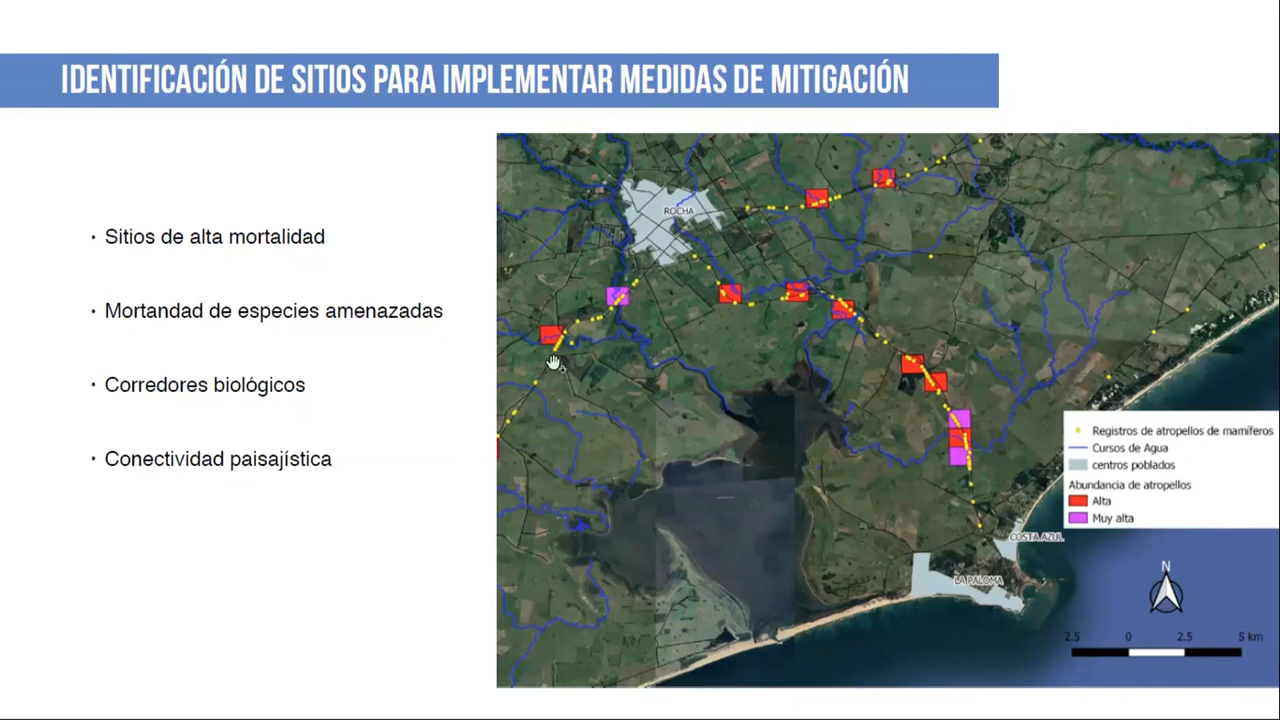 IDENTIFICACIÓN DE SITIOS PARA IMPLEMENTAR MEDIDAS DE MITIGACIÓN
· Sitios de alta mortalidad
· Mortandad de especies amenazadas
· Corredores biológicos
· Conectividad paisajística
ROCHA
Registros de atropellos de mamíferos
Cursos de Agua
centros poblados
Abundancia de atropellos
Alta
Muy alta
COSTA AZUL
LA PALOMA
N
2.5 0 2.5 5 km